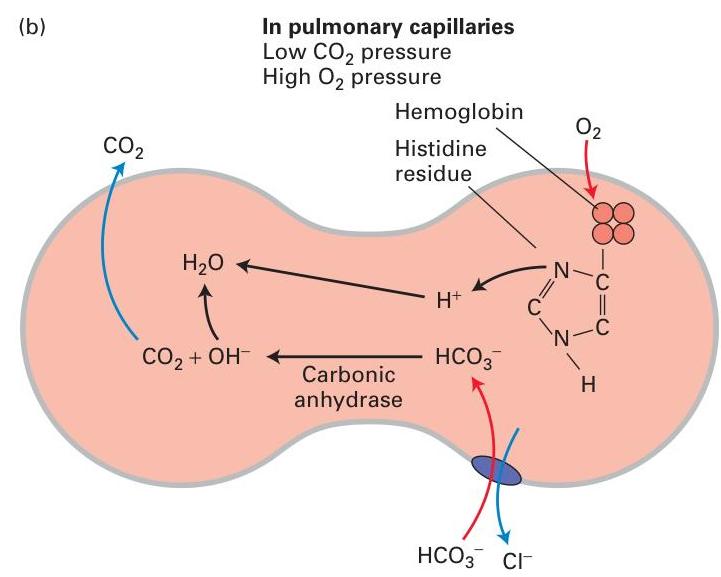 (b)
In pulmonary capillaries
Low CO₂ pressure
High O₂ pressure
Hemoglobin
Histidine
residue
O₂
CO₂
H₂O
H⁺
N
C
C
C
N
H
CO₂ + OH⁻
HCO₃⁻
Carbonic
anhydrase
HCO₃⁻
Cl⁻